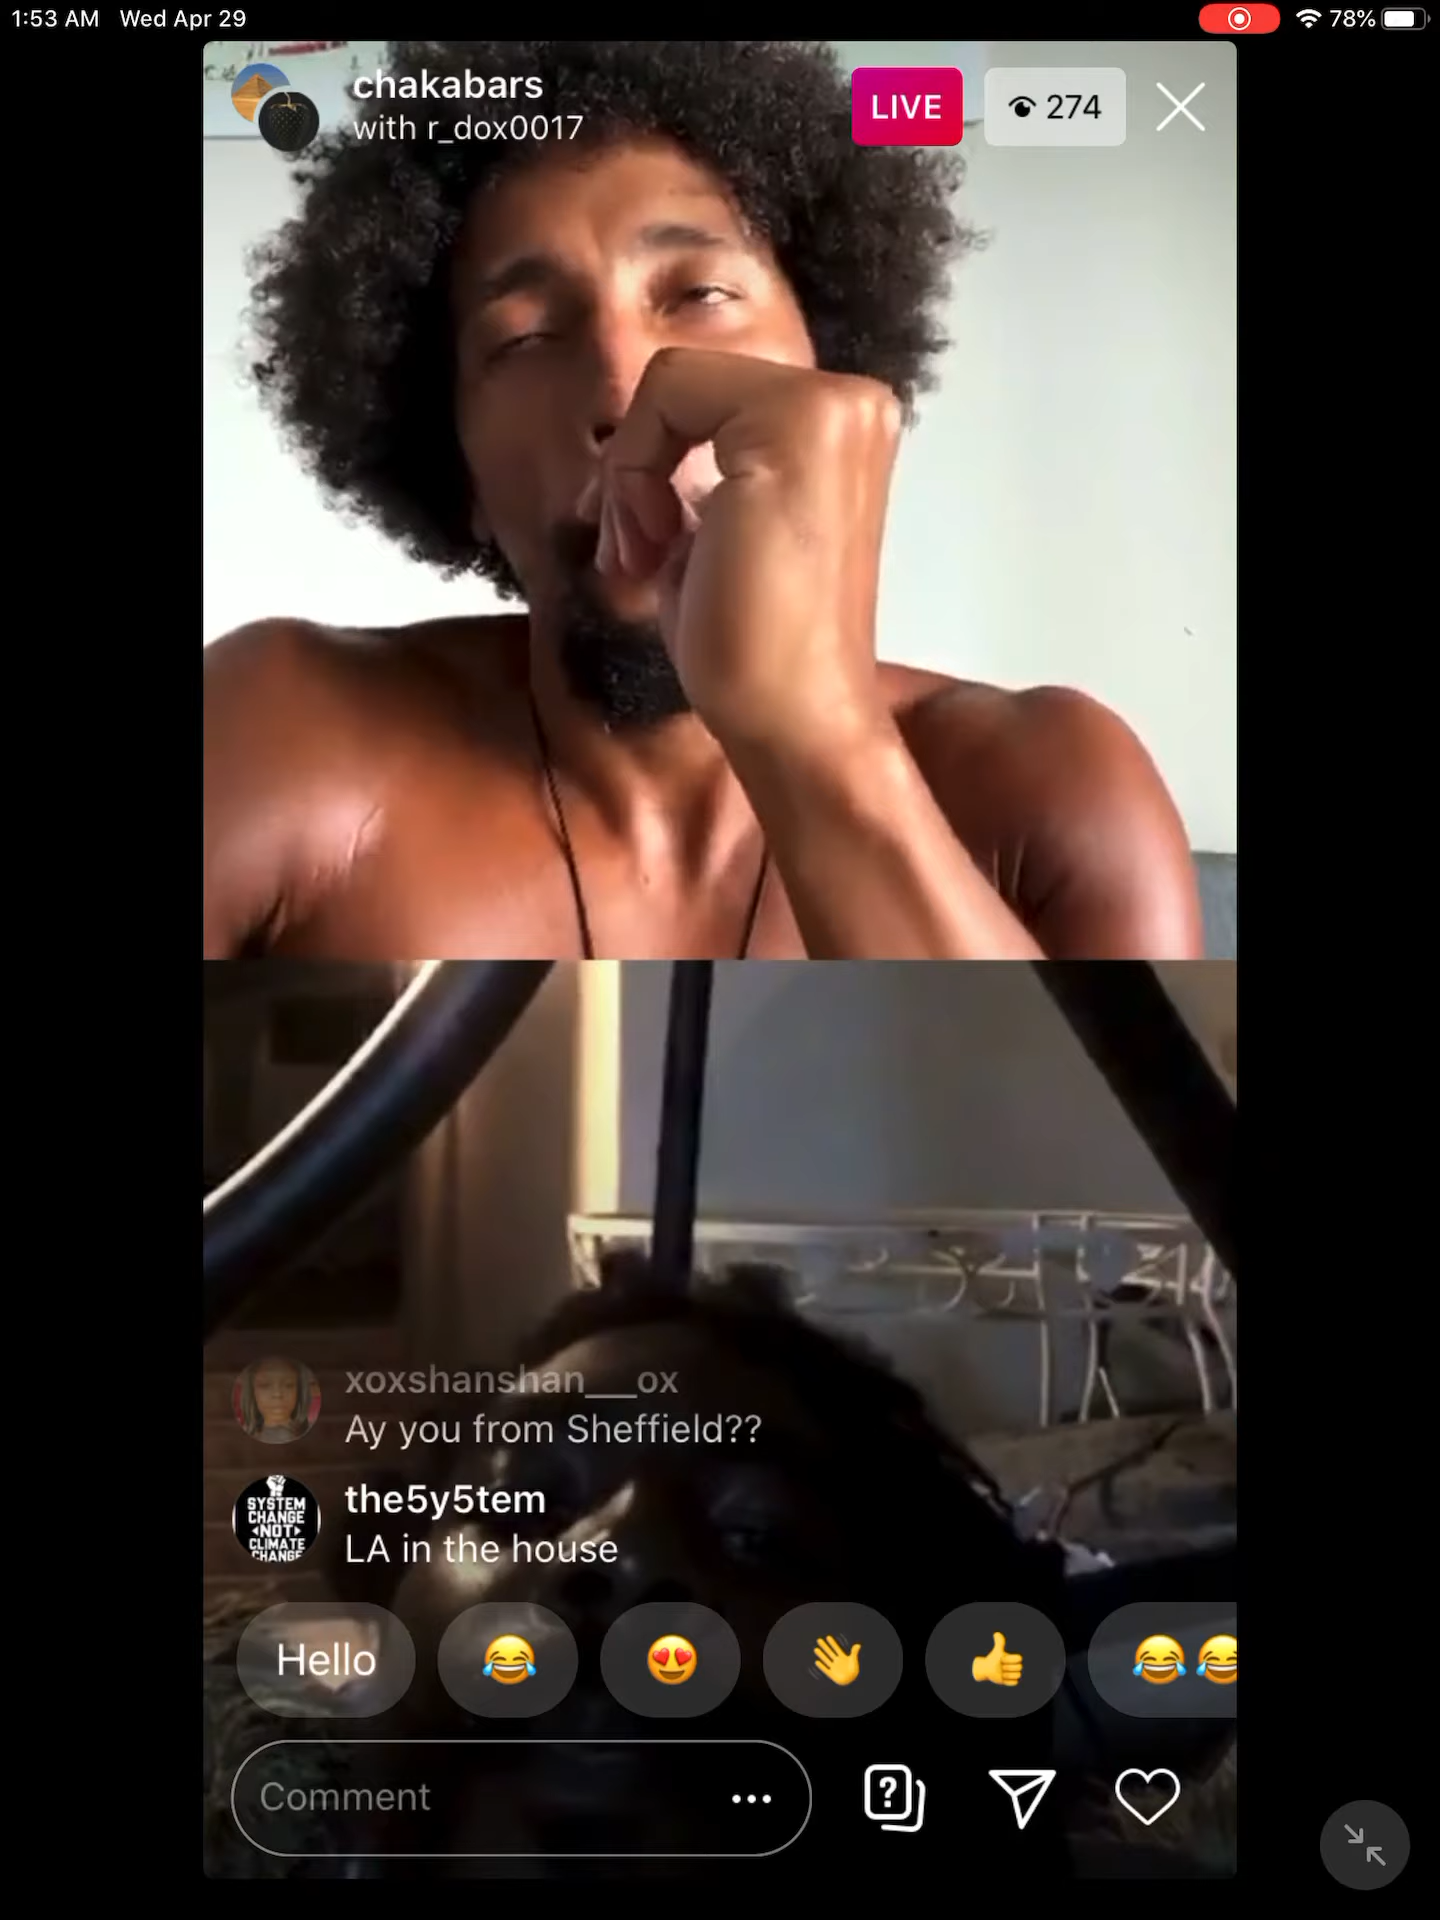 1:53 AM Wed Apr 29
78%
chakabars
with r_dox0017
LIVE
274
xoxshanshan___ox
Ay you from Sheffield??
SYSTEM
CHANGE
NOT
CLIMATE
CHANGE
the5y5tem
LA in the house
Hello
Comment